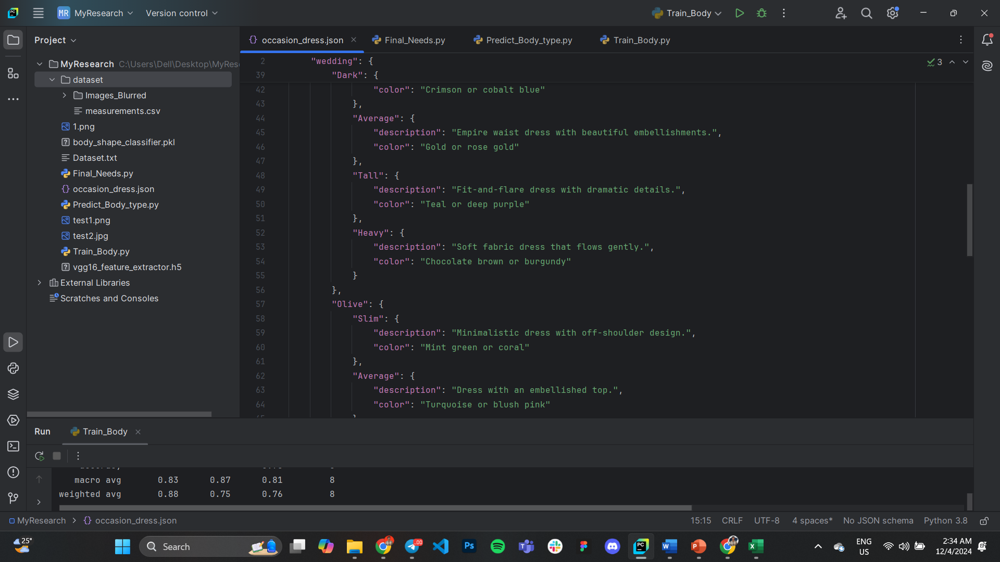 MR MyResearch Version control Train_Body
Project
MyResearch C:\Users\Dell\Desktop\MyRese
dataset
Images_Blurred
measurements.csv
1.png
body_shape_classifier.pkl
Dataset.txt
Final_Needs.py
occasion_dress.json
Predict_Body_type.py
test1.png
test2.jpg
Train_Body.py
vgg16_feature_extractor.h5
External Libraries
Scratches and Consoles
occasion_dress.json Final_Needs.py Predict_Body_type.py Train_Body.py
3
2 "wedding": {
39 "Dark": {
42 "color": "Crimson or cobalt blue"
43 },
44 "Average": {
45 "description": "Empire waist dress with beautiful embellishments.",
46 "color": "Gold or rose gold"
47 },
48 "Tall": {
49 "description": "Fit-and-flare dress with dramatic details.",
50 "color": "Teal or deep purple"
51 },
52 "Heavy": {
53 "description": "Soft fabric dress that flows gently.",
54 "color": "Chocolate brown or burgundy"
55 }
56 },
57 "Olive": {
58 "Slim": {
59 "description": "Minimalistic dress with off-shoulder design.",
60 "color": "Mint green or coral"
61 },
62 "Average": {
63 "description": "Dress with an embellished top.",
64 "color": "Turquoise or blush pink"
Run Train_Body
macro avg 0.83 0.87 0.81 8
weighted avg 0.88 0.75 0.76 8
MyResearch > occasion_dress.json 15:15 CRLF UTF-8 4 spaces* No JSON schema Python 3.8
25° Search ENG 2:34 AM
US 12/4/2024